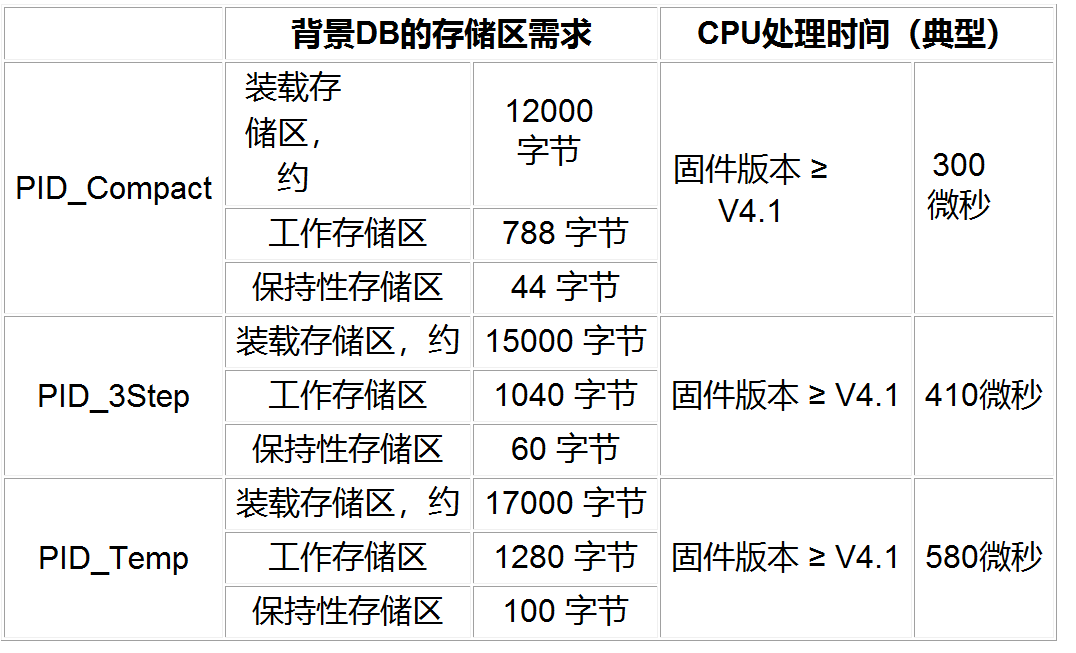 背景DB的存储区需求 CPU处理时间（典型）
PID_Compact
装载存
储区，
约
12000
字节
固件版本 ≥
V4.1
300
微秒
工作存储区 788 字节
保持性存储区 44 字节
PID_3Step
装载存储区，约 15000 字节
固件版本 ≥ V4.1 410微秒
工作存储区 1040 字节
保持性存储区 60 字节
PID_Temp
装载存储区，约 17000 字节
固件版本 ≥ V4.1 580微秒
工作存储区 1280 字节
保持性存储区 100 字节